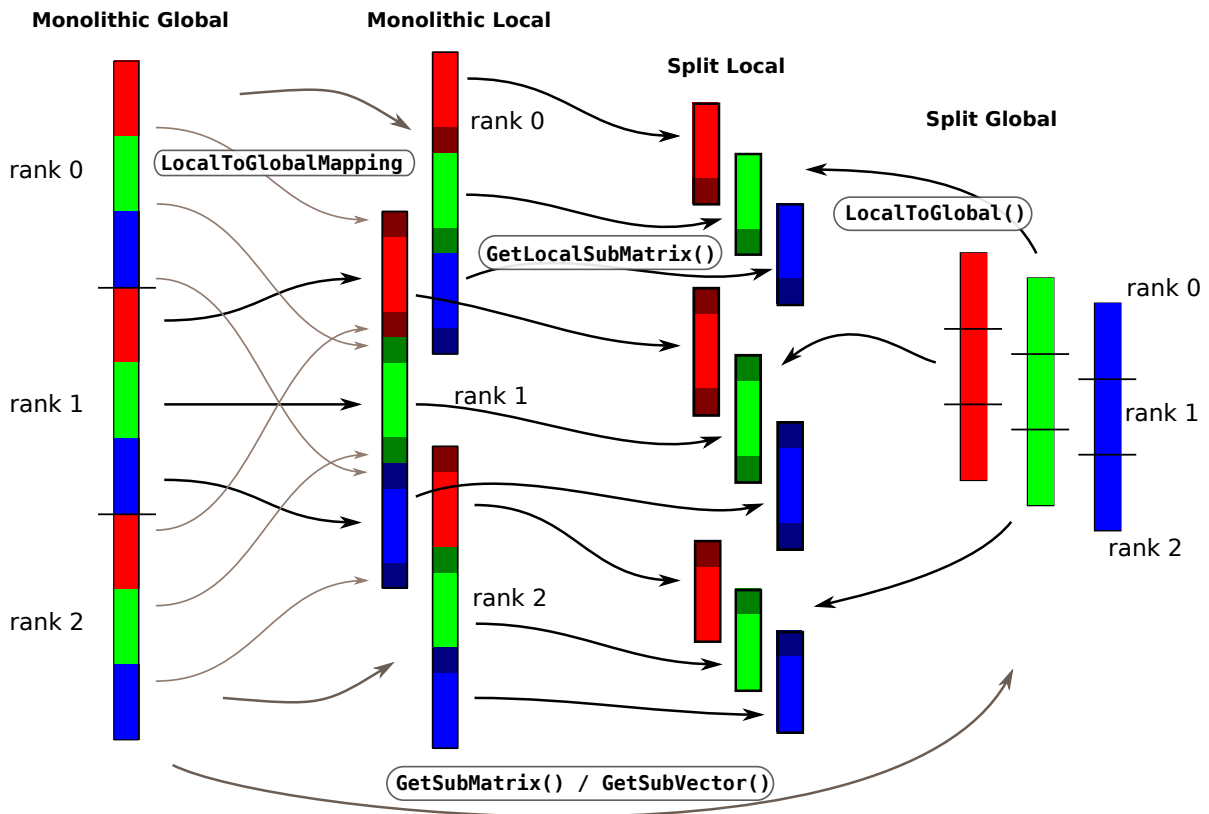 Monolithic Global
Monolithic Local
Split Local
Split Global
rank 0
LocalToGlobalMapping
rank 0
LocalToGlobal()
GetLocalSubMatrix()
rank 0
rank 1
rank 1
rank 1
rank 2
rank 2
rank 2
GetSubMatrix() / GetSubVector()